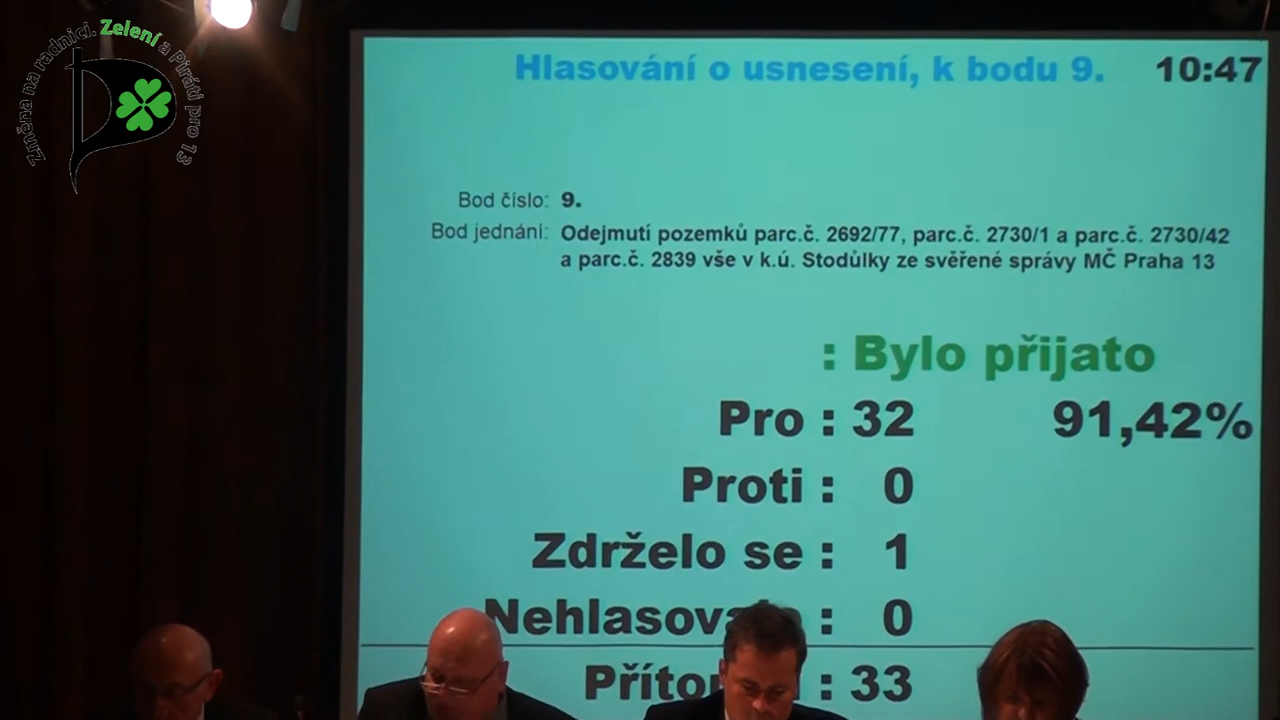 Změna na radnici. Zelení a Piráti pro 13
Hlasování o usnesení, k bodu 9. 10:47
Bod číslo: 9.
Bod jednání: Odejmutí pozemků parc.č. 2692/77, parc.č. 2730/1 a parc.č. 2730/42
a parc.č. 2839 vše v k.ú. Stodůlky ze svěřené správy MČ Praha 13
: Bylo přijato
Pro : 32 91,42%
Proti : 0
Zdrželo se : 1
: 0
: 33